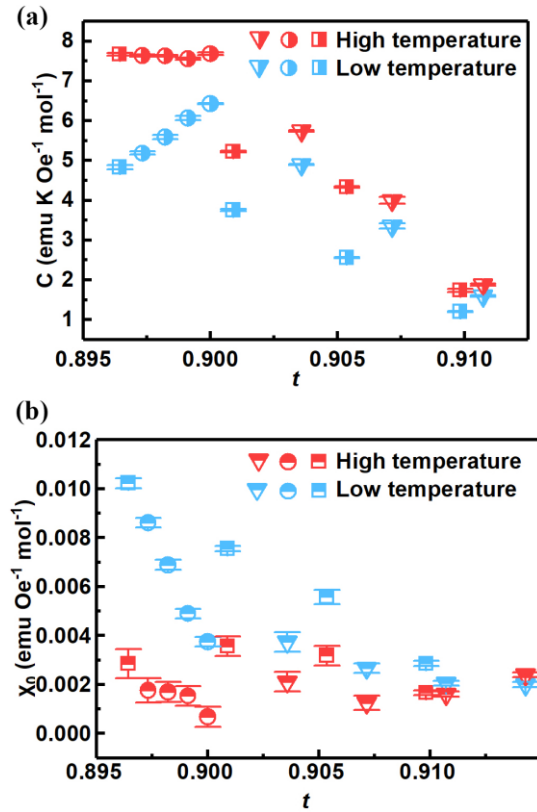 (a)
High temperature
Low temperature
8
7
6
5
4
3
2
1
C (emu K Oe⁻¹ mol⁻¹)
0.895 0.900 0.905 0.910
t
(b)
High temperature
Low temperature
0.012
0.010
0.008
0.006
0.004
0.002
0.000
χ₀ (emu Oe⁻¹ mol⁻¹)
0.895 0.900 0.905 0.910
t